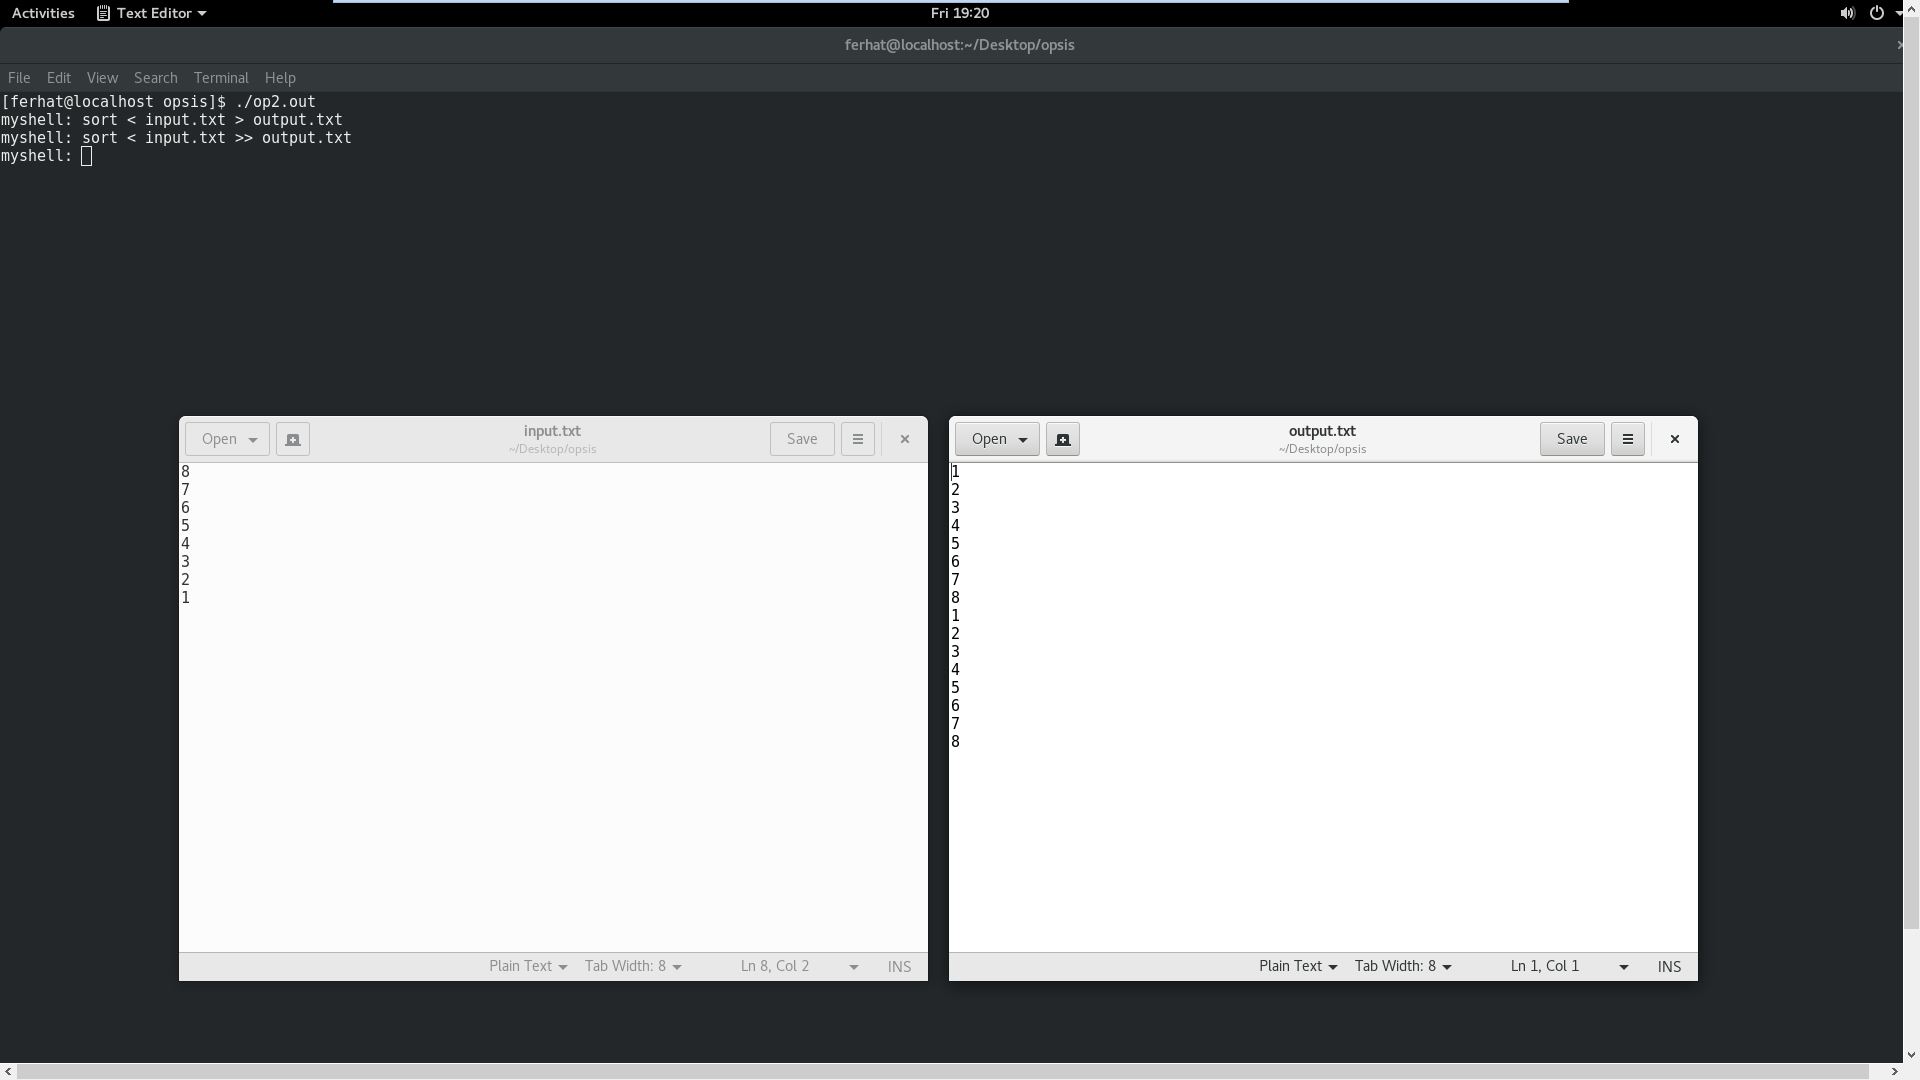 Activities Text Editor Fri 19:20
ferhat@localhost:~/Desktop/opsis
File Edit View Search Terminal Help
[ferhat@localhost opsis]$ ./op2.out
myshell: sort < input.txt > output.txt
myshell: sort < input.txt >> output.txt
myshell:
Open input.txt Save
~/Desktop/opsis
8
7
6
5
4
3
2
1
Plain Text Tab Width: 8 Ln 8, Col 2 INS
Open output.txt Save
~/Desktop/opsis
1
2
3
4
5
6
7
8
1
2
3
4
5
6
7
8
Plain Text Tab Width: 8 Ln 1, Col 1 INS